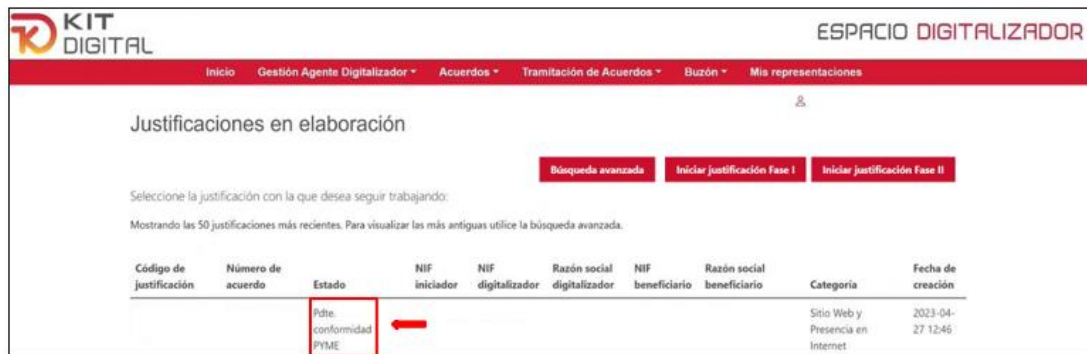 KIT
DIGITAL
ESPACIO DIGITALIZADOR
Inicio Gestión Agente Digitalizador Acuerdos Tramitación de Acuerdos Buzón Mis representaciones
Justificaciones en elaboración
Búsqueda avanzada Iniciar justificación Fase I Iniciar justificación Fase II
Seleccione la justificación con la que desea seguir trabajando:
Mostrando las 50 justificaciones más recientes. Para visualizar las más antiguas utilice la búsqueda avanzada.
Código de Número de NIF NIF Razón social NIF Razón social Fecha de
justificación acuerdo Estado iniciador digitalizador digitalizador beneficiario beneficiario Categoría creación
Pdte. Sitio Web y 2023-04-
conformidad Presencia en 27 12:46
PYME Internet